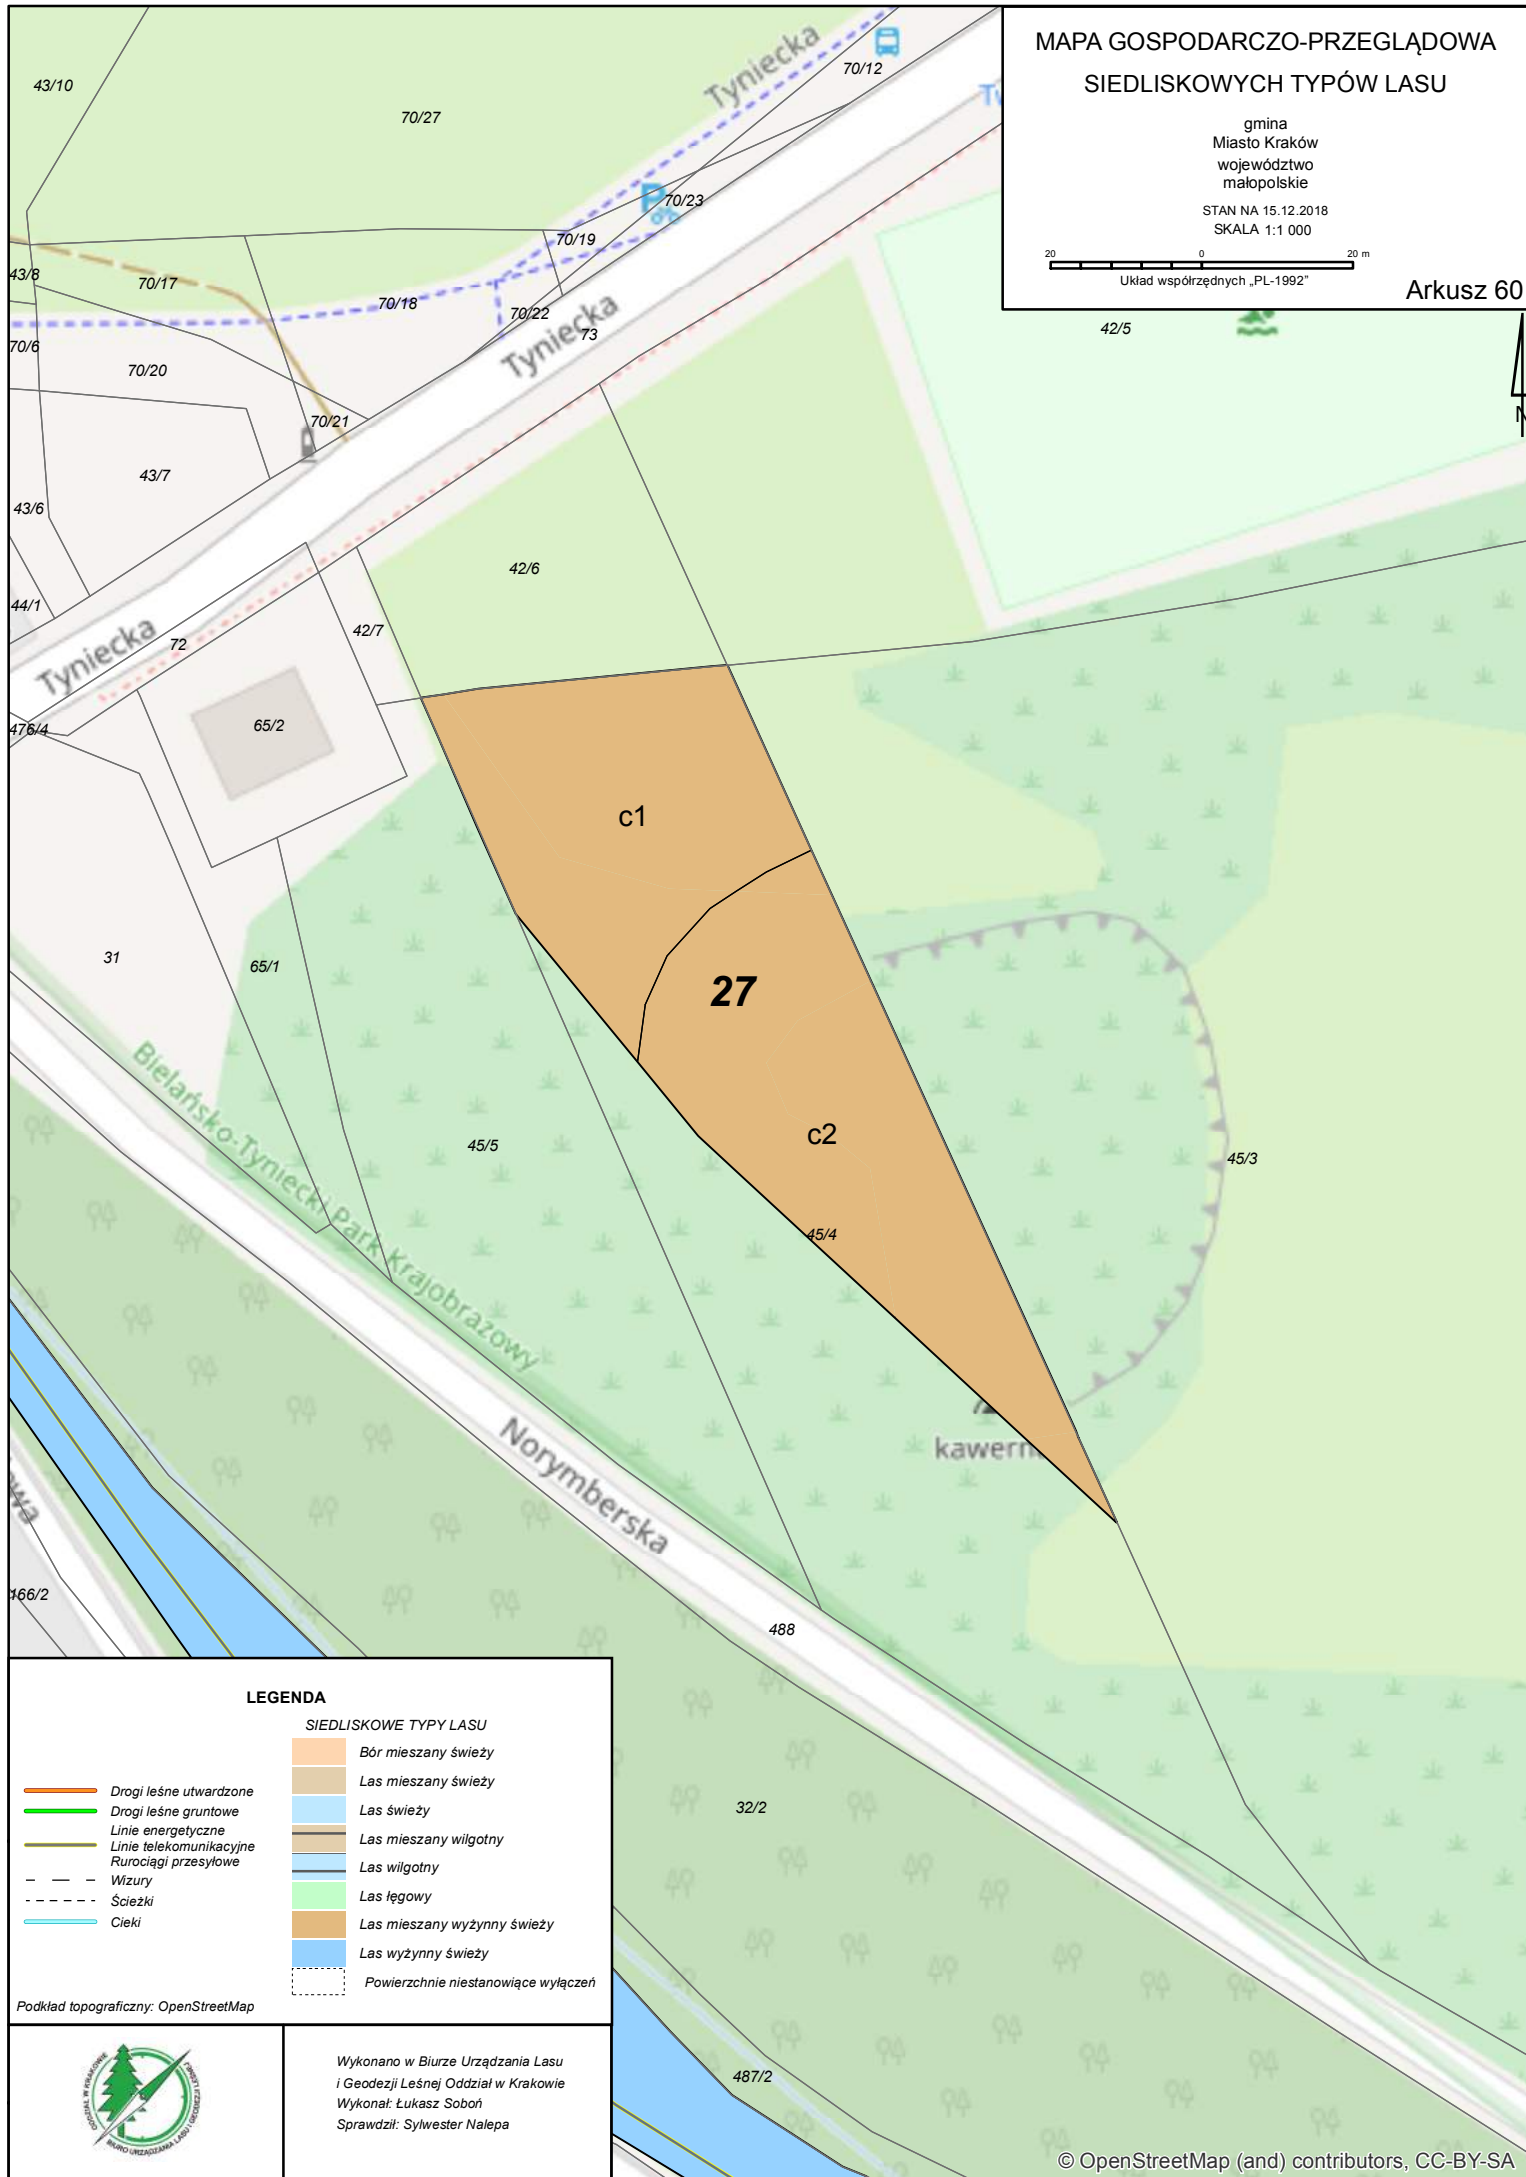 MAPA GOSPODARCZO-PRZEGLĄDOWA
SIEDLISKOWYCH TYPÓW LASU
gmina
Miasto Kraków
województwo
małopolskie
STAN NA 15.12.2018
SKALA 1:1 000
20 0 20 m
Układ współrzędnych „PL-1992”
Arkusz 60
N
43/10
70/27
Tyniecka
70/12
70/23
P
70/19
43/8
70/17
70/18
70/22
73
Tyniecka
42/5
70/6
70/20
70/21
43/7
43/6
42/6
44/1
42/7
Tyniecka
72
476/4
65/2
c1
31
65/1
27
Bielańsko-Tyniecki Park Krajobrazowy
45/5
c2
45/3
45/4
Norymberska
166/2
488
32/2
487/2
LEGENDA
SIEDLISKOWE TYPY LASU
Bór mieszany świeży
Las mieszany świeży
Las świeży
Las mieszany wilgotny
Las wilgotny
Las łęgowy
Las mieszany wyżynny świeży
Las wyżynny świeży
Powierzchnie niestanowiące wyłączeń
Drogi leśne utwardzone
Drogi leśne gruntowe
Linie energetyczne
Linie telekomunikacyjne
Rurociągi przesyłowe
Wizury
Ścieżki
Cieki
Podkład topograficzny: OpenStreetMap
ODDZIAŁ W KRAKOWIE
BIURO URZĄDZANIA LASU I GEODEZJI LEŚNEJ
Wykonano w Biurze Urządzania Lasu
i Geodezji Leśnej Oddział w Krakowie
Wykonał: Łukasz Soboń
Sprawdził: Sylwester Nalepa
© OpenStreetMap (and) contributors, CC-BY-SA